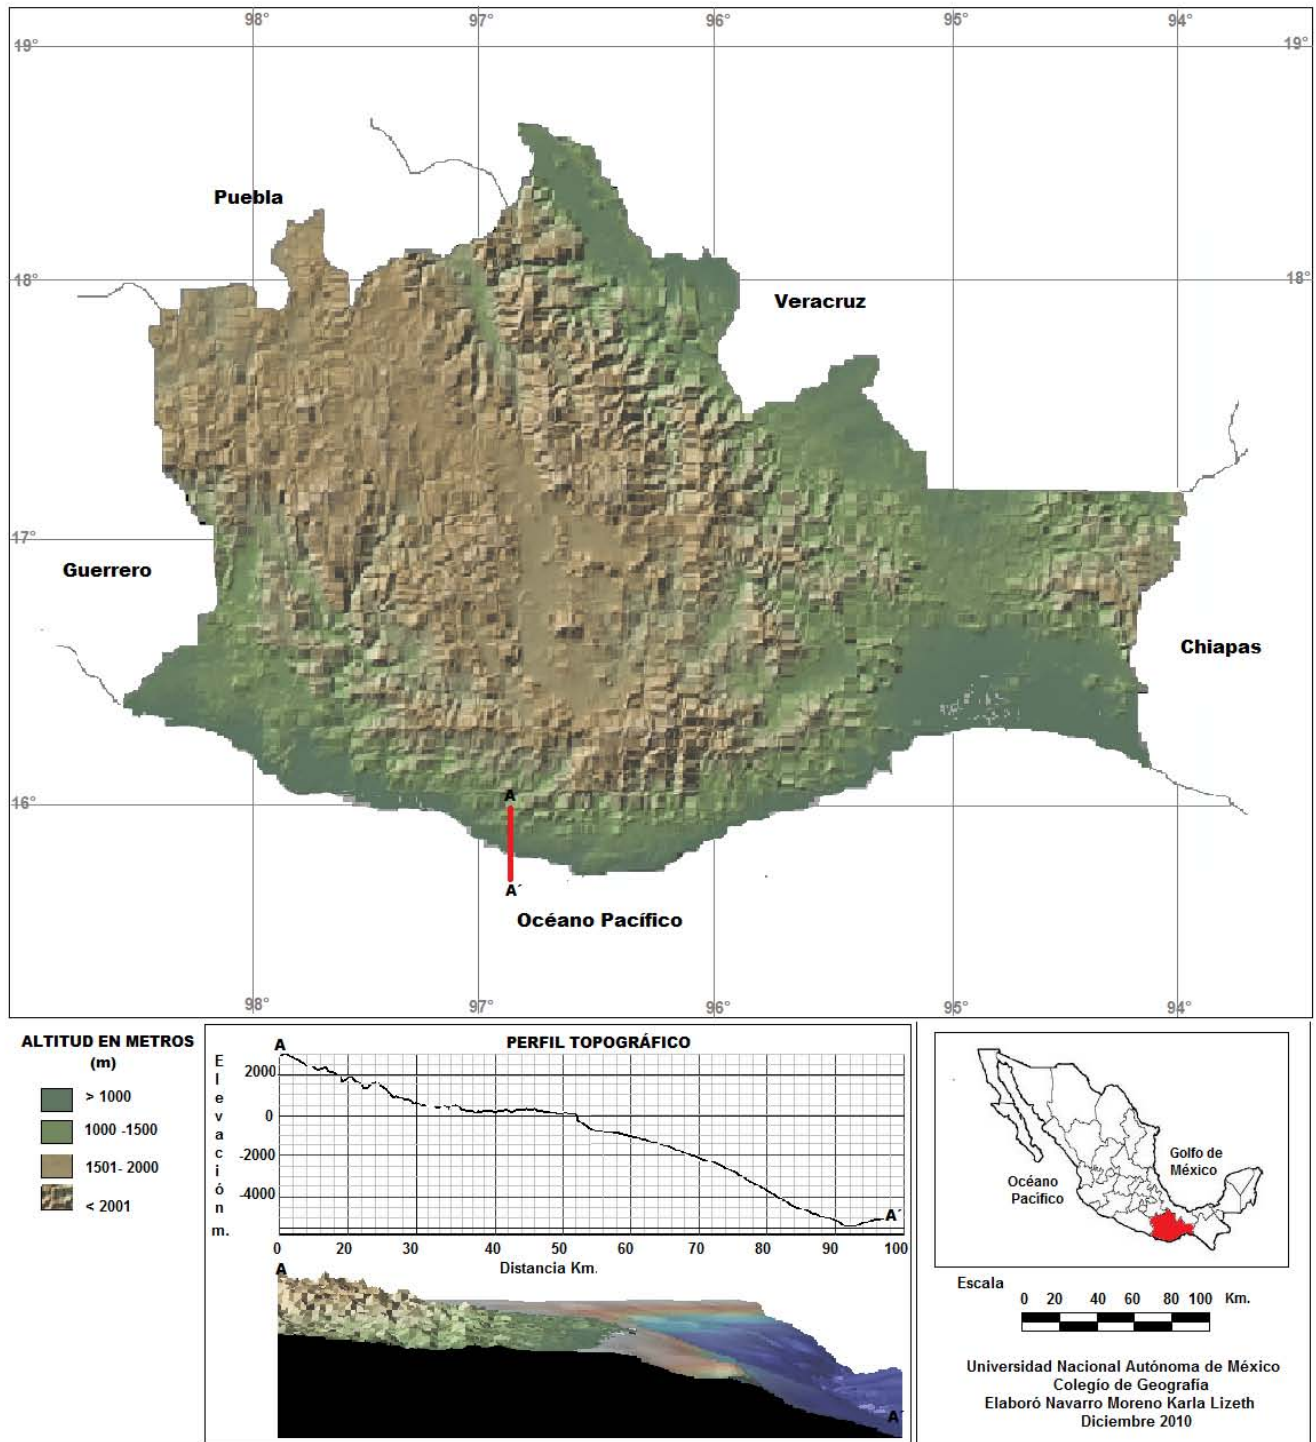 98°
97°
96°
95°
94°
19°
19°
Puebla
18°
18°
Veracruz
17°
Guerrero
Chiapas
16°
A
A´
Océano Pacífico
98°
97°
96°
95°
94°
ALTITUD EN METROS
(m)
> 1000
1000 -1500
1501- 2000
< 2001
PERFIL TOPOGRÁFICO
Elevación m.
A
2000
0
-2000
-4000
A´
0 20 30 40 50 60 70 80 90 100
Distancia Km.
A
A´
Golfo de
México
Océano
Pacífico
Escala
0 20 40 60 80 100 Km.
Universidad Nacional Autónoma de México
Colegío de Geografía
Elaboró Navarro Moreno Karla Lizeth
Diciembre 2010